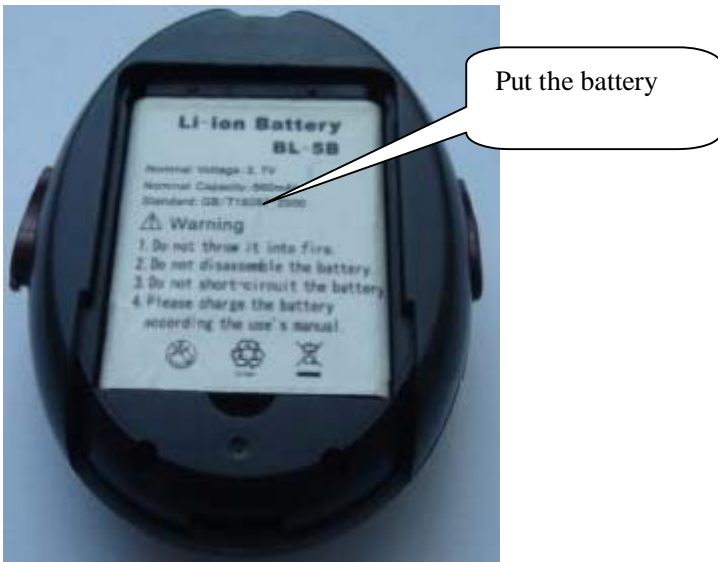 Put the battery
Li-ion Battery
BL-5B
Nominal Voltage: 3.7V
Nominal Capacity:
Standard: GB/T
Warning
1. Do not throw it into fire.
2. Do not disassemble the battery.
3. Do not short-circuit the battery
4. Please charge the battery
according the use's manual.